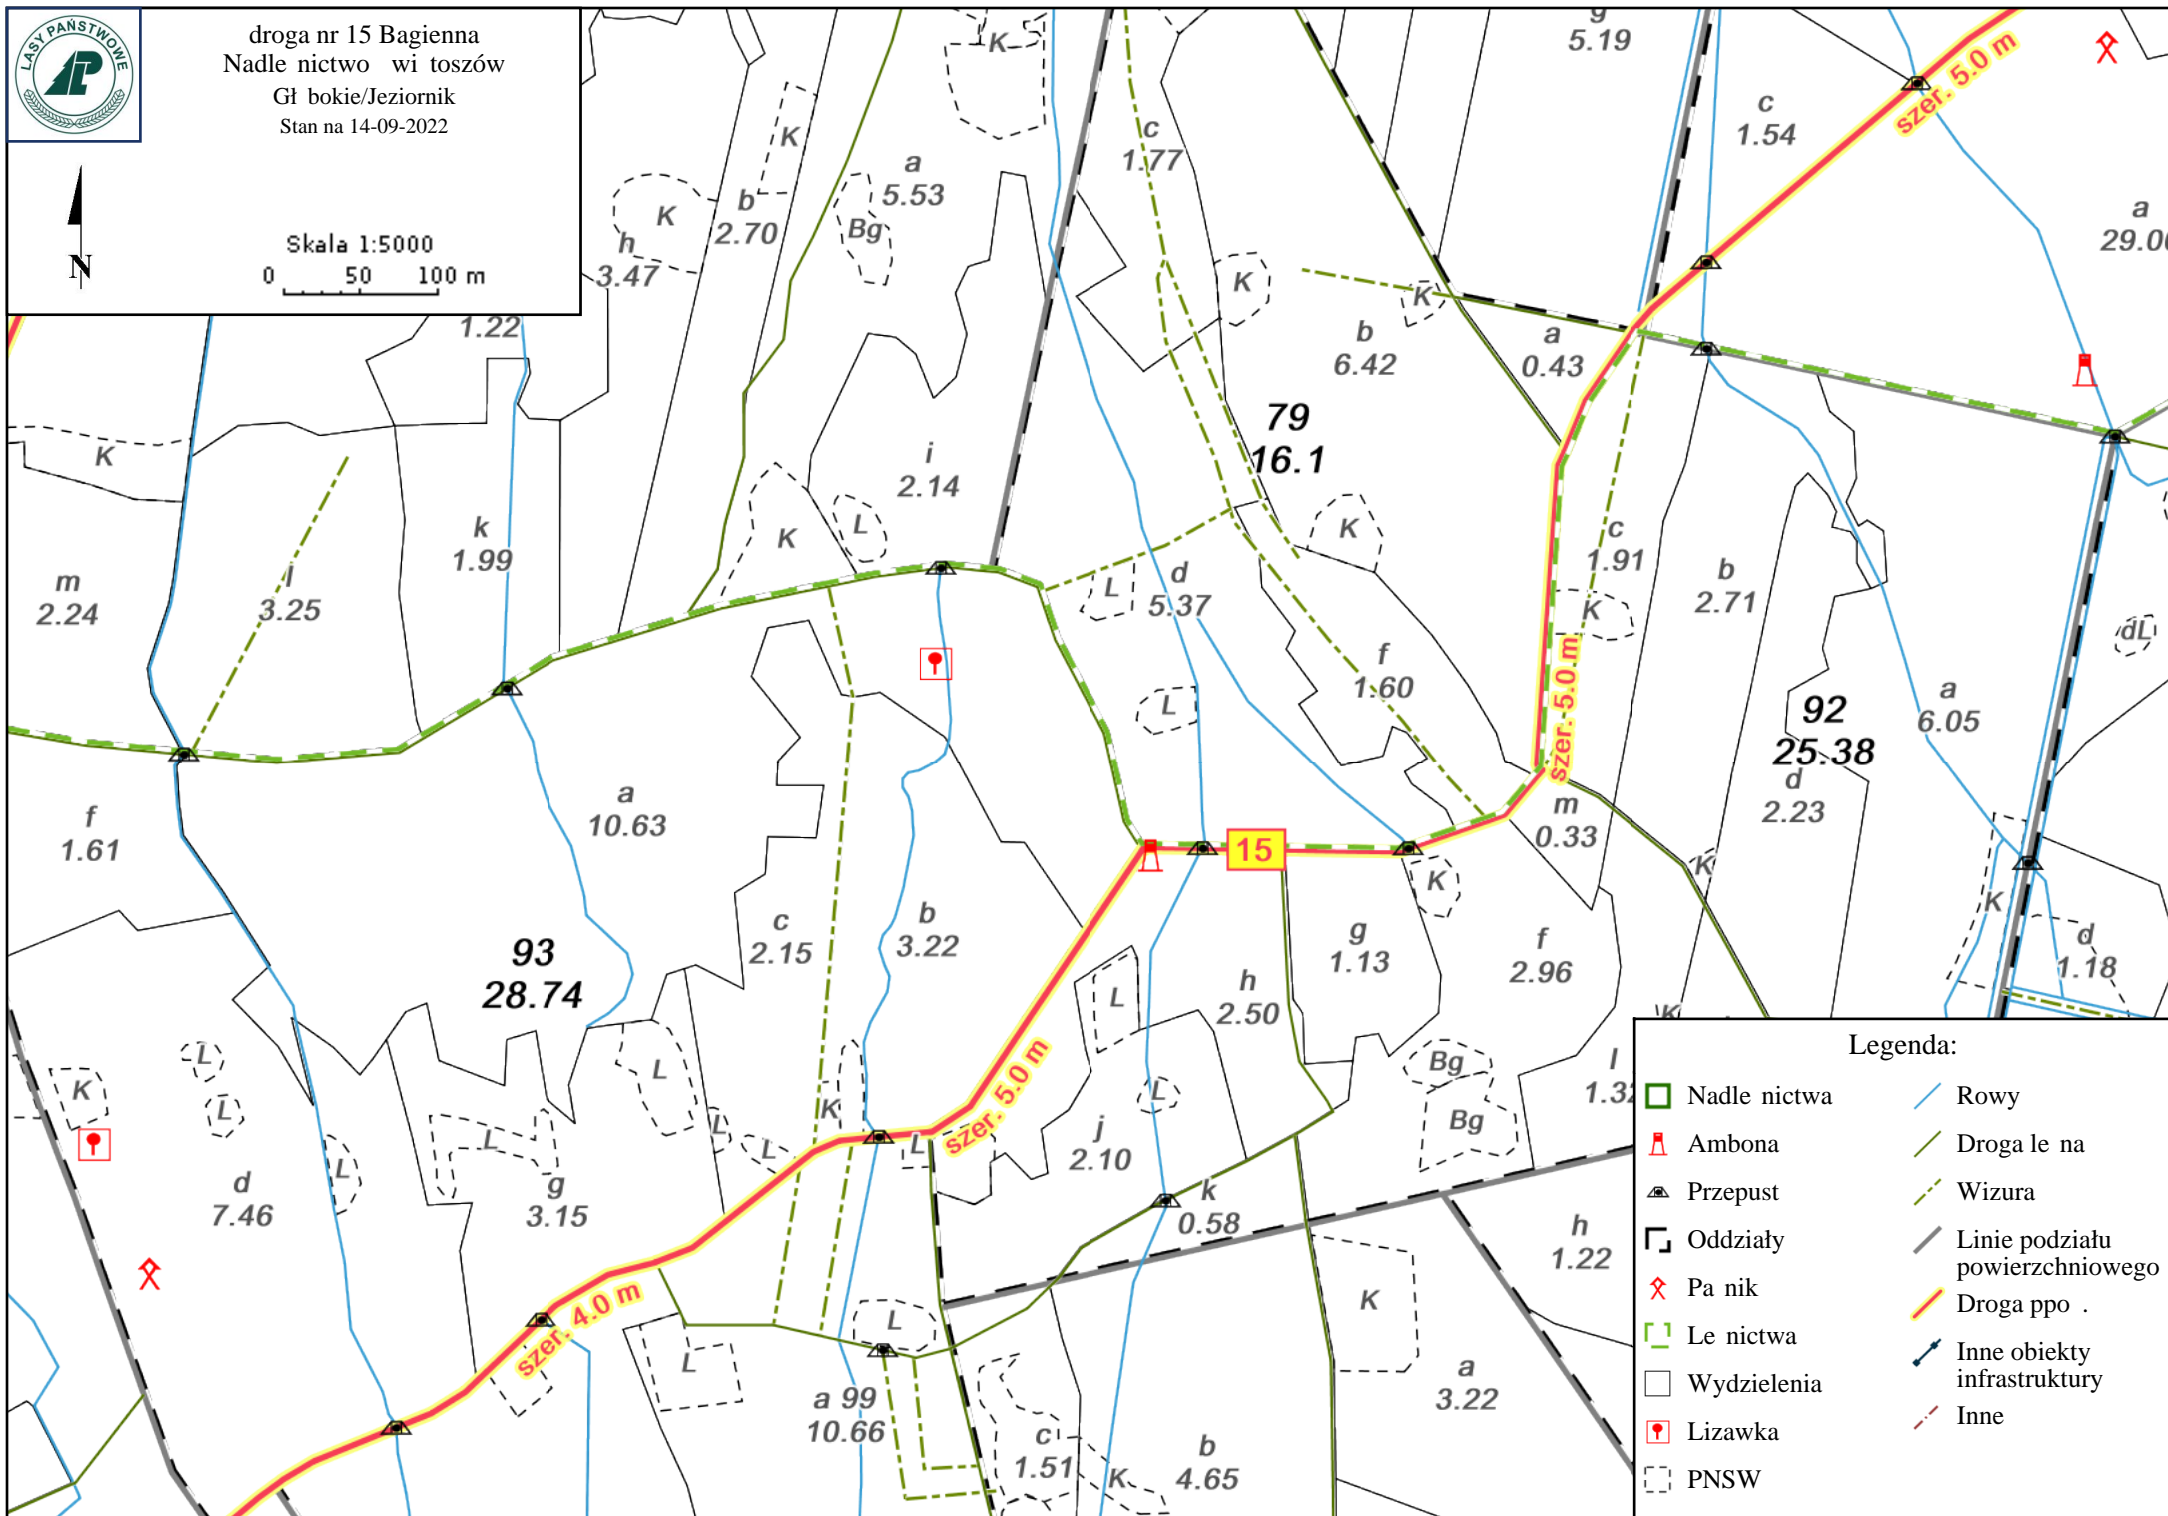 LASY PAŃSTWOWE
droga nr 15 Bagienna
Nadle nictwo wi toszów
Gł bokie/Jeziornik
Stan na 14-09-2022
N
Skala 1:5000
0 50 100 m
g
5.19
K
szer. 5.0 m
c
1.54
K
c
1.77
a
5.53
b
2.70
K
Bg
h
3.47
a
K
K
1.22
b
6.42
a
0.43
79
16.1
K
i
2.14
K
L
k
1.99
K
c
1.91
m
2.24
l
3.25
L
d
5.37
b
2.71
K
dL
f
1.60
szer. 5.0 m
L
92
25.38
a
6.05
d
2.23
a
10.63
f
1.61
m
0.33
15
K
K
K
c
2.15
b
3.22
93
28.74
g
1.13
f
2.96
d
1.18
h
2.50
L
K
szer. 5.0 m
L
L
K
L
K
Bg
Bg
l
L
L
L
L
L
L
L
j
2.10
d
7.46
g
3.15
k
0.58
h
1.22
K
szer. 4.0 m
L
L
a 99
10.66
a
3.22
c
1.51
K
b
4.65
Legenda:
Nadle nictwa
Ambona
Przepust
Oddziały
Pa nik
Le nictwa
Wydzielenia
Lizawka
PNSW
Rowy
Droga le na
Wizura
Linie podziału
powierzchniowego
Droga ppo .
Inne obiekty
infrastruktury
Inne